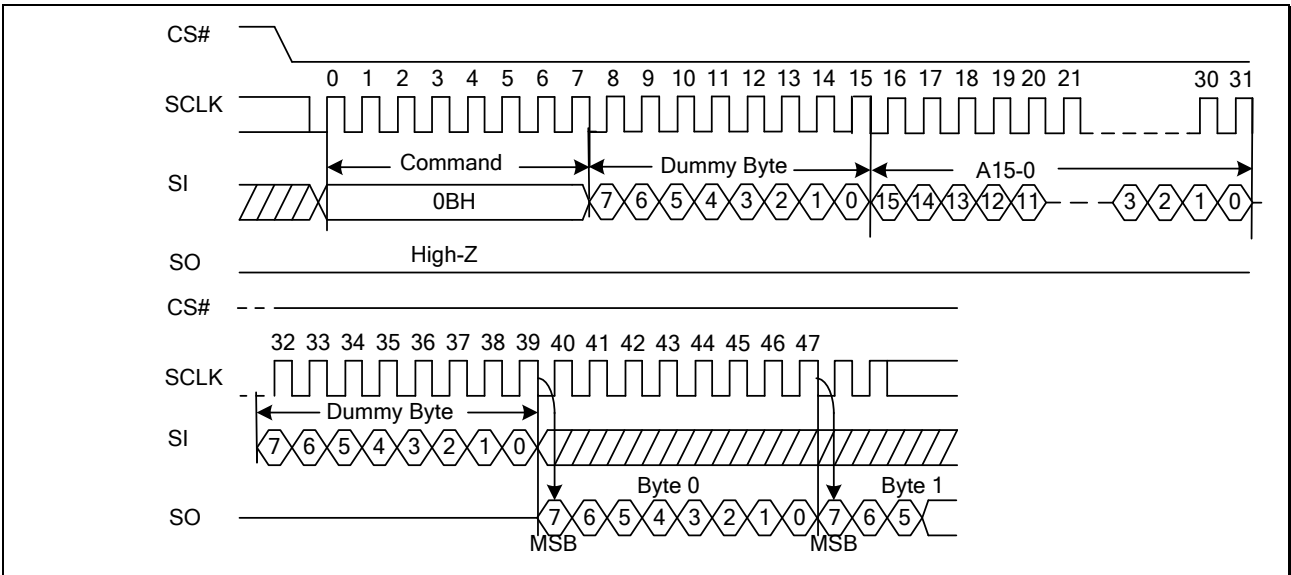 CS#
0 1 2 3 4 5 6 7 8 9 10 11 12 13 14 15 16 17 18 19 20 21 30 31
SCLK
Command Dummy Byte A15-0
SI
0BH 7 6 5 4 3 2 1 0 15 14 13 12 11 3 2 1 0
High-Z
SO
CS#
32 33 34 35 36 37 38 39 40 41 42 43 44 45 46 47
SCLK
Dummy Byte
SI
7 6 5 4 3 2 1 0
Byte 0 Byte 1
SO
7 6 5 4 3 2 1 0 7 6 5
MSB MSB